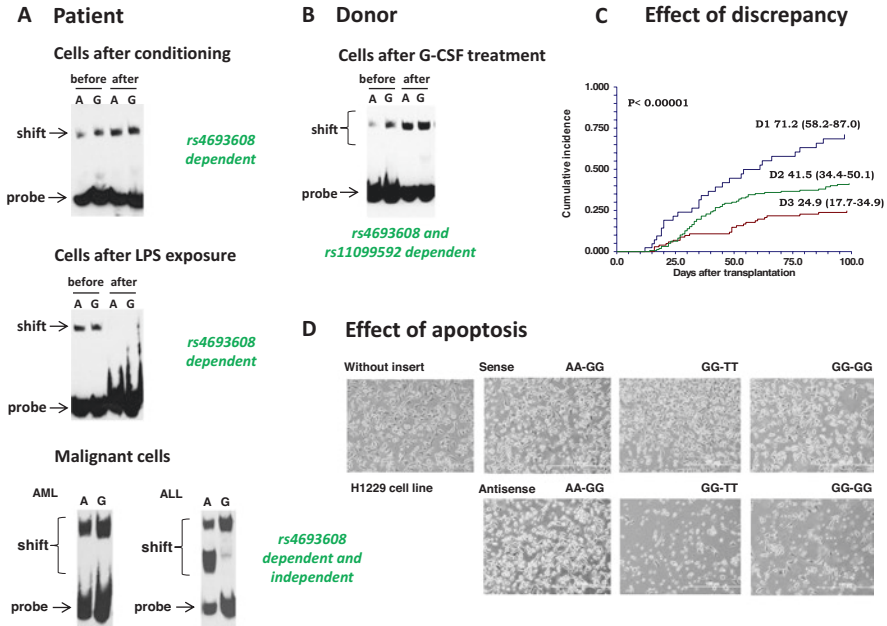 A Patient
Cells after conditioning
before after
A G A G
shift
probe
rs4693608
dependent
Cells after LPS exposure
before after
A G A G
shift
probe
rs4693608
dependent
Malignant cells
AML
A G
shift
probe
ALL
A G
shift
probe
rs4693608
dependent and
independent
B Donor
Cells after G-CSF treatment
before after
A G A G
shift
probe
rs4693608 and
rs11099592 dependent
C Effect of discrepancy
1.000
0.750
0.500
0.250
0.000
Cumulative incidence
P< 0.00001
D1 71.2 (58.2-87.0)
D2 41.5 (34.4-50.1)
D3 24.9 (17.7-34.9)
0.0 25.0 50.0 75.0 100.0
Days after transplantation
D Effect of apoptosis
Without insert Sense AA-GG GG-TT GG-GG
H1229 cell line Antisense AA-GG GG-TT GG-GG